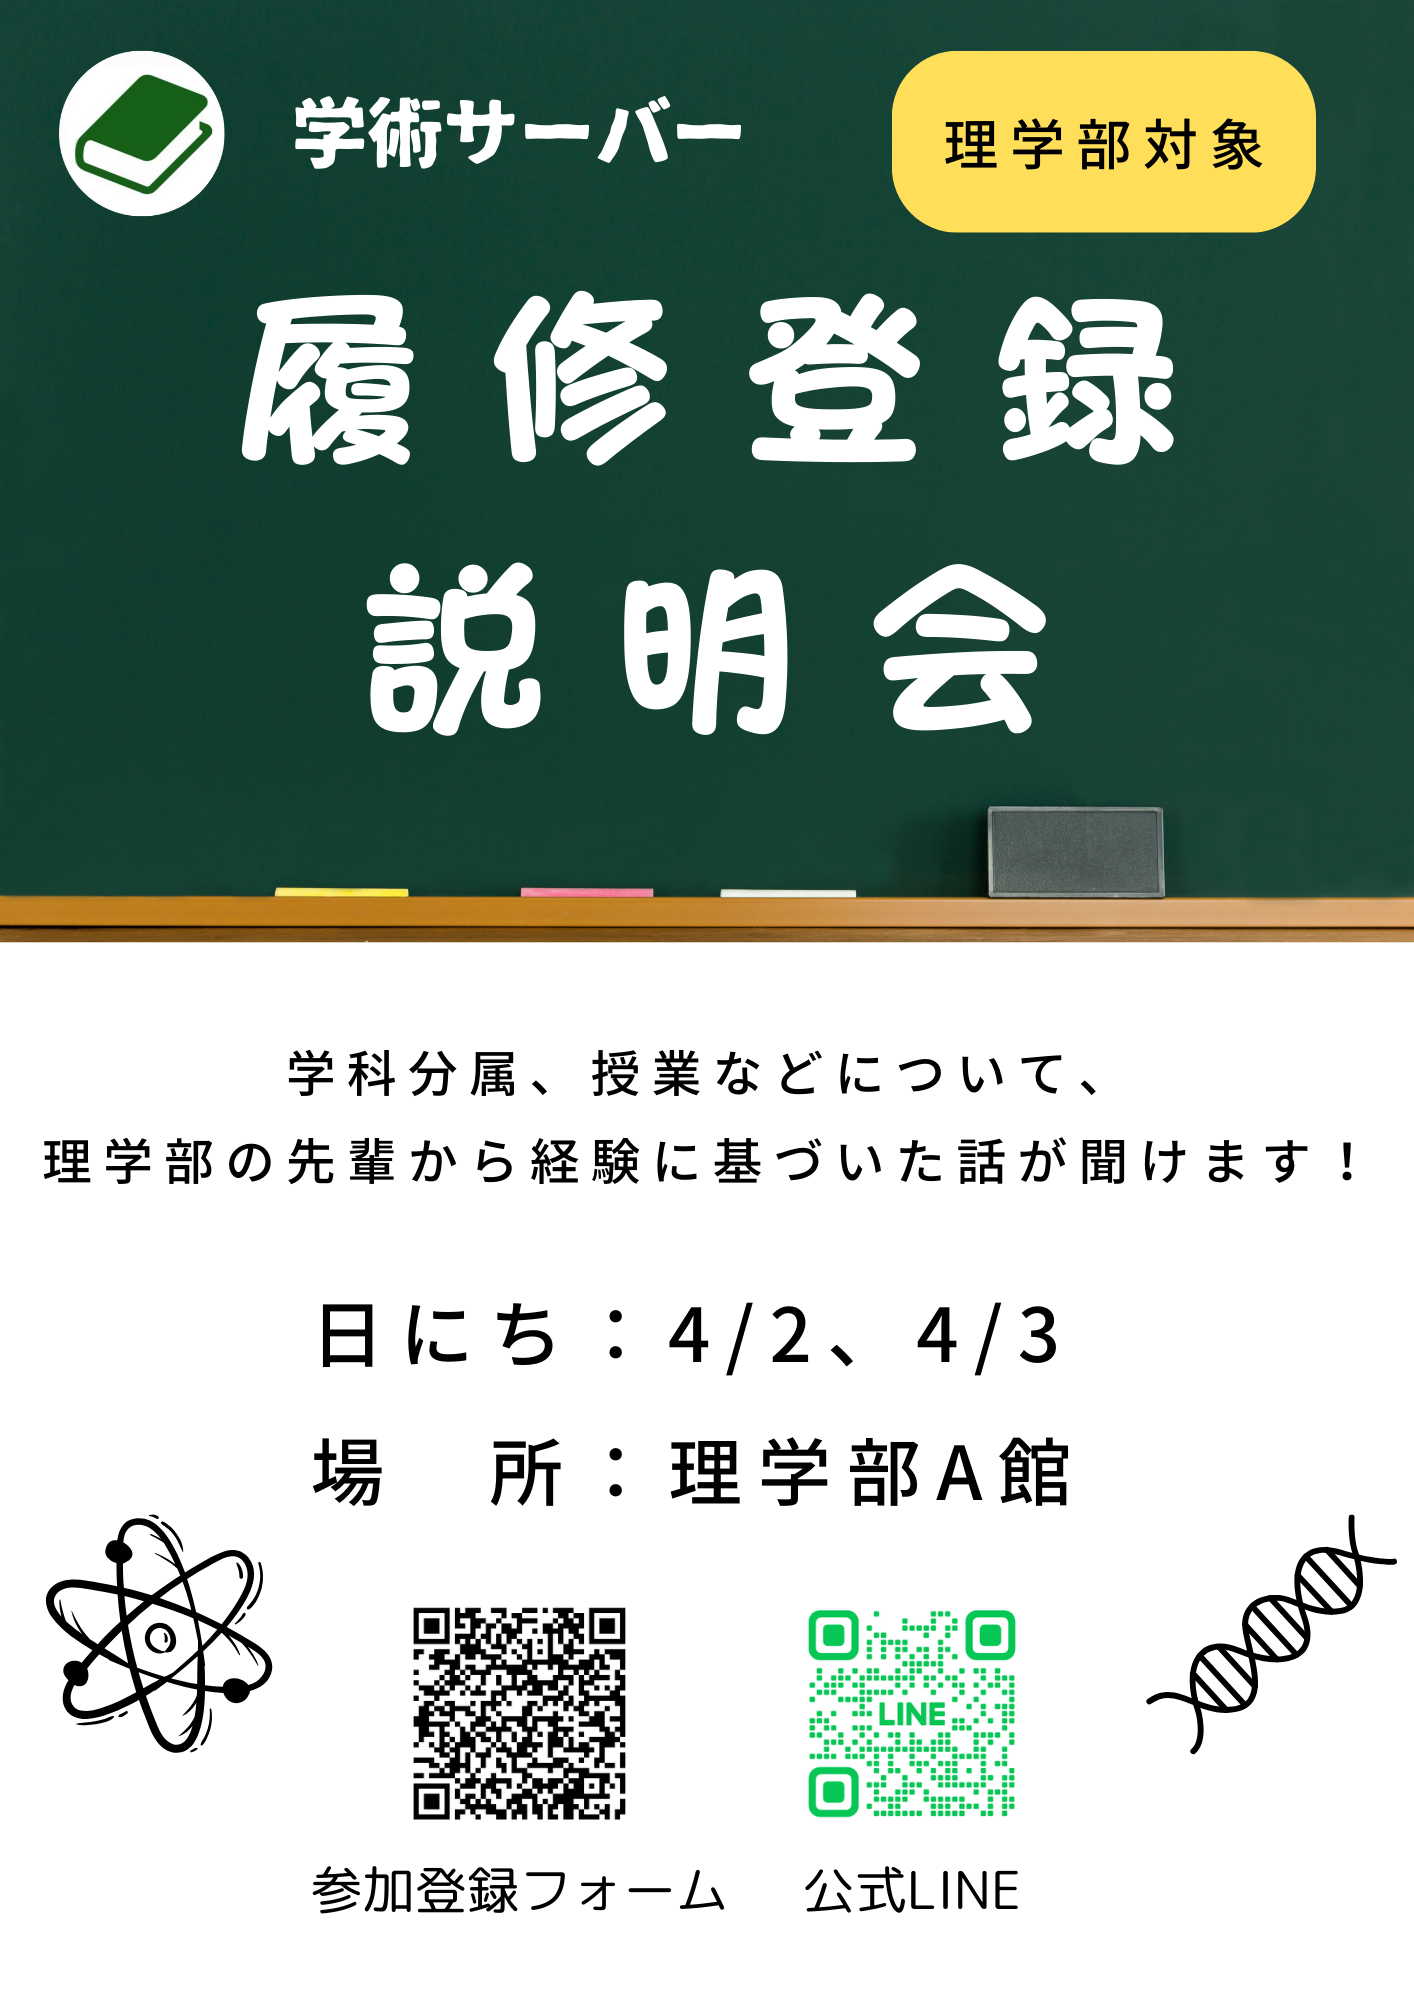 学術サーバー
理学部対象
履修登録
説明会
学科分属、授業などについて、
理学部の先輩から経験に基づいた話が聞けます！
日にち：4/2、4/3
場　所：理学部A館
LINE
参加登録フォーム
公式LINE